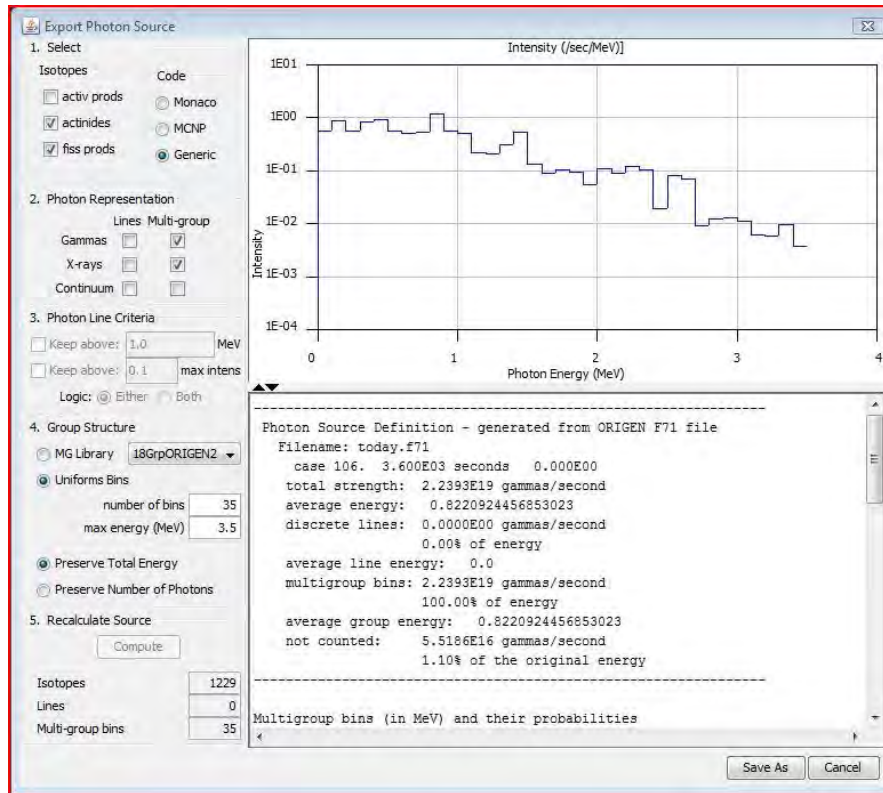 Export Photon Source
1. Select
Isotopes
Code
activ prods
Monaco
actinides
MCNP
fiss prods
Generic
2. Photon Representation
Lines Multi-group
Gammas
X-rays
Continuum
3. Photon Line Criteria
Keep above: 1.0 MeV
Keep above: 0.1 max intens
Logic: Either Both
4. Group Structure
MG Library 18GrpORIGEN2
Uniforms Bins
number of bins 35
max energy (MeV) 3.5
Preserve Total Energy
Preserve Number of Photons
5. Recalculate Source
Compute
Isotopes 1229
Lines 0
Multi-group bins 35
Intensity (/sec/MeV)]
1E01
1E00
1E-01
1E-02
1E-03
1E-04
Intensity
0 1 2 3 4
Photon Energy (MeV)
--------------------------------------------------------------------
Photon Source Definition - generated from ORIGEN F71 file
Filename: today.f71
case 106. 3.600E03 seconds 0.000E00
total strength: 2.2393E19 gammas/second
average energy: 0.8220924456853023
discrete lines: 0.0000E00 gammas/second
0.00% of energy
average line energy: 0.0
multigroup bins: 2.2393E19 gammas/second
100.00% of energy
average group energy: 0.8220924456853023
not counted: 5.5186E16 gammas/second
1.10% of the original energy
--------------------------------------------------------------------
Multigroup bins (in MeV) and their probabilities
Save As Cancel